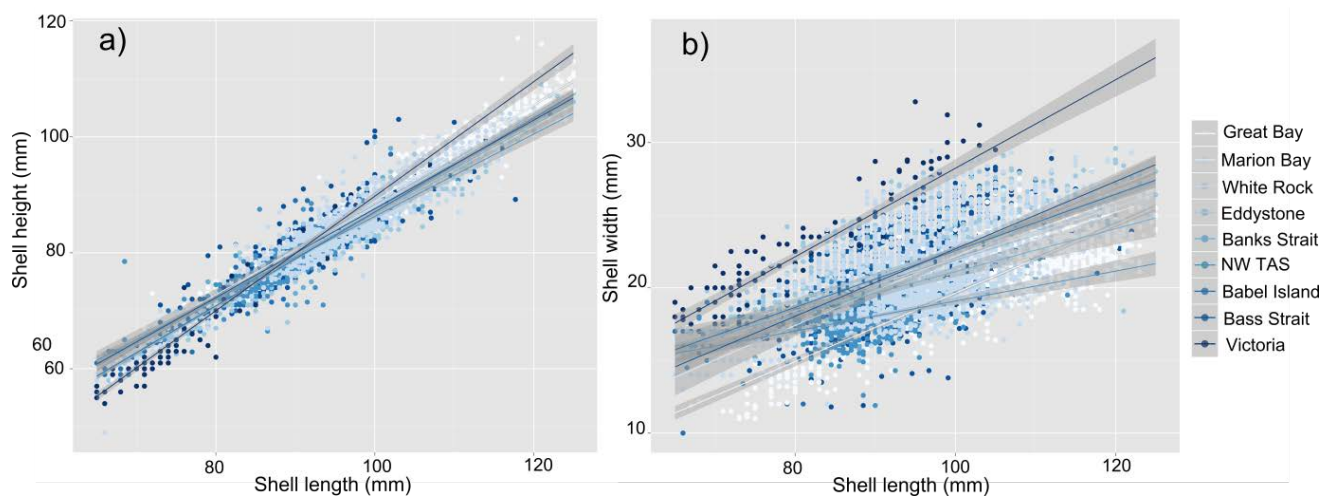 a)
Shell height (mm)
120
100
80
60
60
80
100
120
Shell length (mm)
b)
Shell width (mm)
30
20
10
80
100
120
Shell length (mm)
Great Bay
Marion Bay
White Rock
Eddystone
Banks Strait
NW TAS
Babel Island
Bass Strait
Victoria